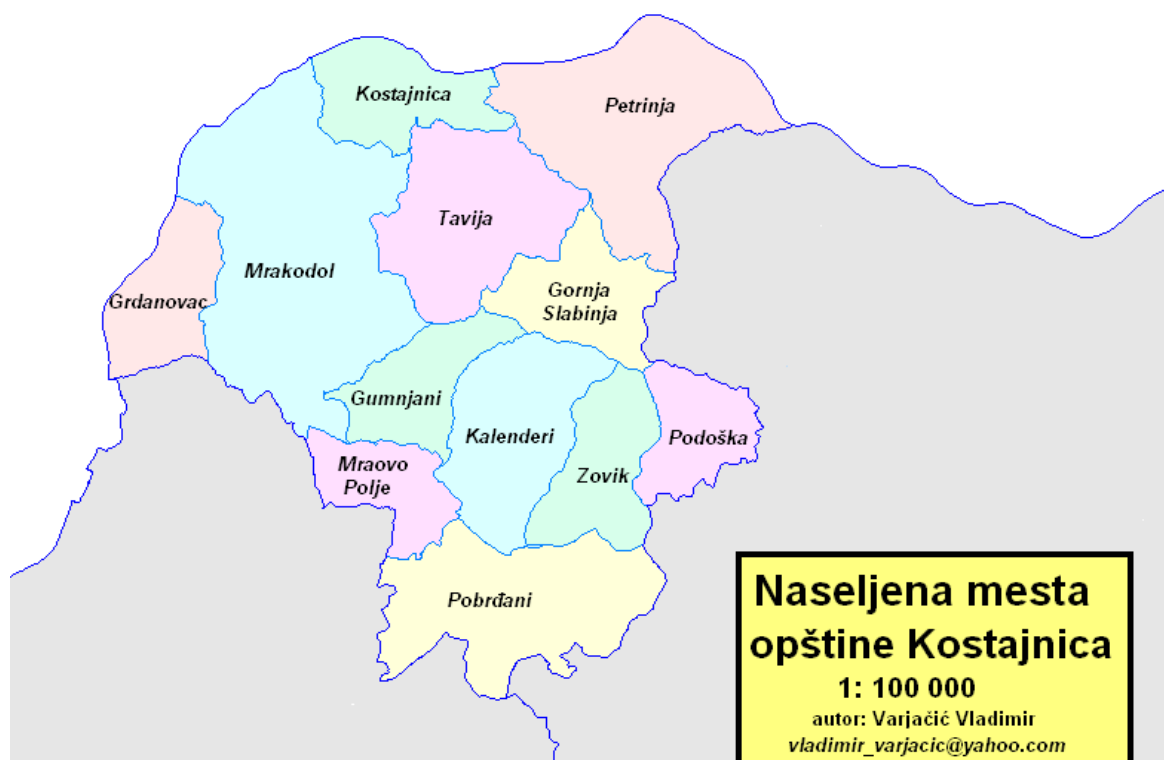 Kostajnica
Petrinja
Tavija
Mrakodol
Grdanovac
Gornja
Slabinja
Gumnjani
Kalenderi
Podoška
Mraovo
Polje
Zovik
Pobrđani
Naseljena mesta
opštine Kostajnica
1: 100 000
autor: Varjačić Vladimir
vladimir_varjacic@yahoo.com